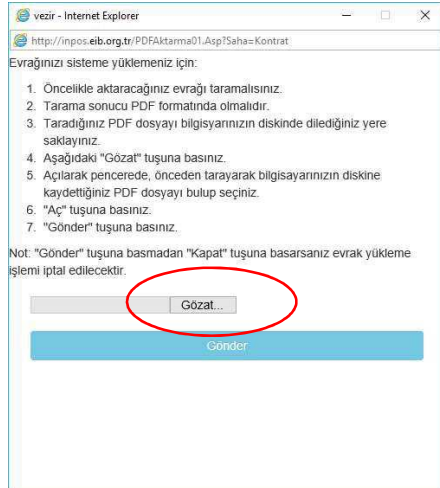 vezir - Internet Explorer
http://inpos.eib.org.tr/PDFAktarma01.Asp?Saha=Kontrat
Evrağınızı sisteme yüklemeniz için:
1. Öncelikle aktaracağınız evrağı taramalısınız.
2. Tarama sonucu PDF formatında olmalıdır.
3. Taradığınız PDF dosyayı bilgisyarınızın diskinde dilediğiniz yere
saklayınız.
4. Aşağıdaki "Gözat" tuşuna basınız.
5. Açılarak pencerede, önceden tarayarak bilgisayarınızın diskine
kaydettiğiniz PDF dosyayı bulup seçiniz.
6. "Aç" tuşuna basınız.
7. "Gönder" tuşuna basınız.
Not: "Gönder" tuşuna basmadan "Kapat" tuşuna basarsanız evrak yükleme
işlemi iptal edilecektir.
Gözat...
Gönder